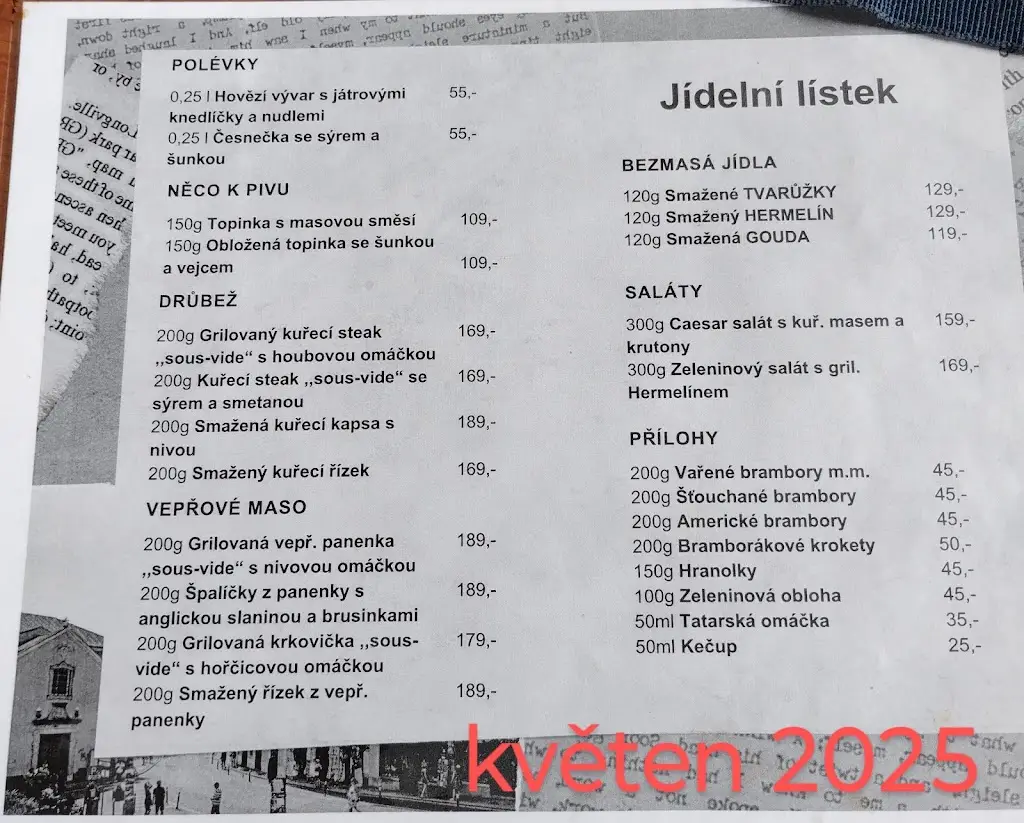 POLÉVKY
0,25 l Hovězí vývar s játrovými 55,-
knedlíčky a nudlemi
0,25 l Česnečka se sýrem a 55,-
šunkou
NĚCO K PIVU
150g Topinka s masovou směsí 109,-
150g Obložená topinka se šunkou
a vejcem 109,-
DRŮBEŽ
200g Grilovaný kuřecí steak 169,-
,,sous-vide“ s houbovou omáčkou
200g Kuřecí steak ,,sous-vide“ se 169,-
sýrem a smetanou
200g Smažená kuřecí kapsa s 189,-
nivou
200g Smažený kuřecí řízek 169,-
VEPŘOVÉ MASO
200g Grilovaná vepř. panenka 189,-
,,sous-vide“ s nivovou omáčkou
200g Špalíčky z panenky s 189,-
anglickou slaninou a brusinkami
200g Grilovaná krkovička ,,sous- 179,-
vide“ s hořčicovou omáčkou
200g Smažený řízek z vepř. 189,-
panenky
Jídelní lístek
BEZMASÁ JÍDLA
120g Smažené TVARŮŽKY 129,-
120g Smažený HERMELÍN 129,-
120g Smažená GOUDA 119,-
SALÁTY
300g Caesar salát s kuř. masem a 159,-
krutony
300g Zeleninový salát s gril. 169,-
Hermelínem
PŘÍLOHY
200g Vařené brambory m.m. 45,-
200g Šťouchané brambory 45,-
200g Americké brambory 45,-
200g Bramborákové krokety 50,-
150g Hranolky 45,-
100g Zeleninová obloha 45,-
50ml Tatarská omáčka 35,-
50ml Kečup 25,-
květen 2025